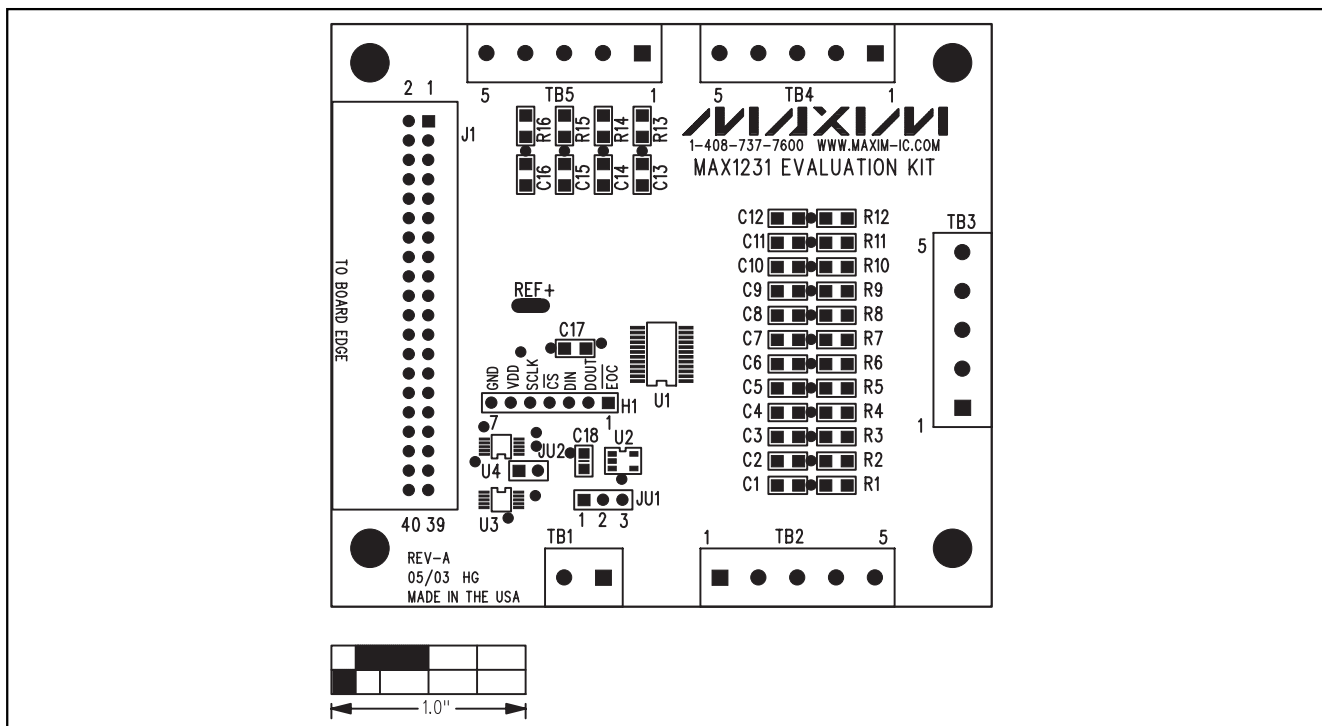 5 TB5 1
5 TB4 1
2 1
J1
R16 R15 R14 R13
C16 C15 C14 C13
MAXIM
1-408-737-7600 WWW.MAXIM-IC.COM
MAX1231 EVALUATION KIT
TO BOARD EDGE
C12 R12
C11 R11
C10 R10
C9 R9
C8 R8
C7 R7
C6 R6
C5 R5
C4 R4
C3 R3
C2 R2
C1 R1
TB3
5
1
REF+
C17
U1
GND VDD SCLK CS DIN DOUT EOC
H1
7 1
C18 U2
U4 JU2
U3
JU1
1 2 3
40 39
TB1
1 TB2 5
REV-A
05/03 HG
MADE IN THE USA
1.0"